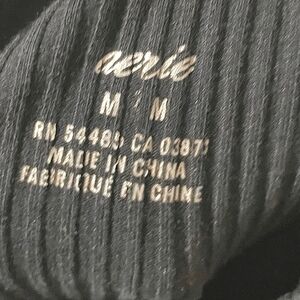 aerie
M / M
RN 54485 CA 03871
MADE IN CHINA
FABRIQUÉ EN CHINE